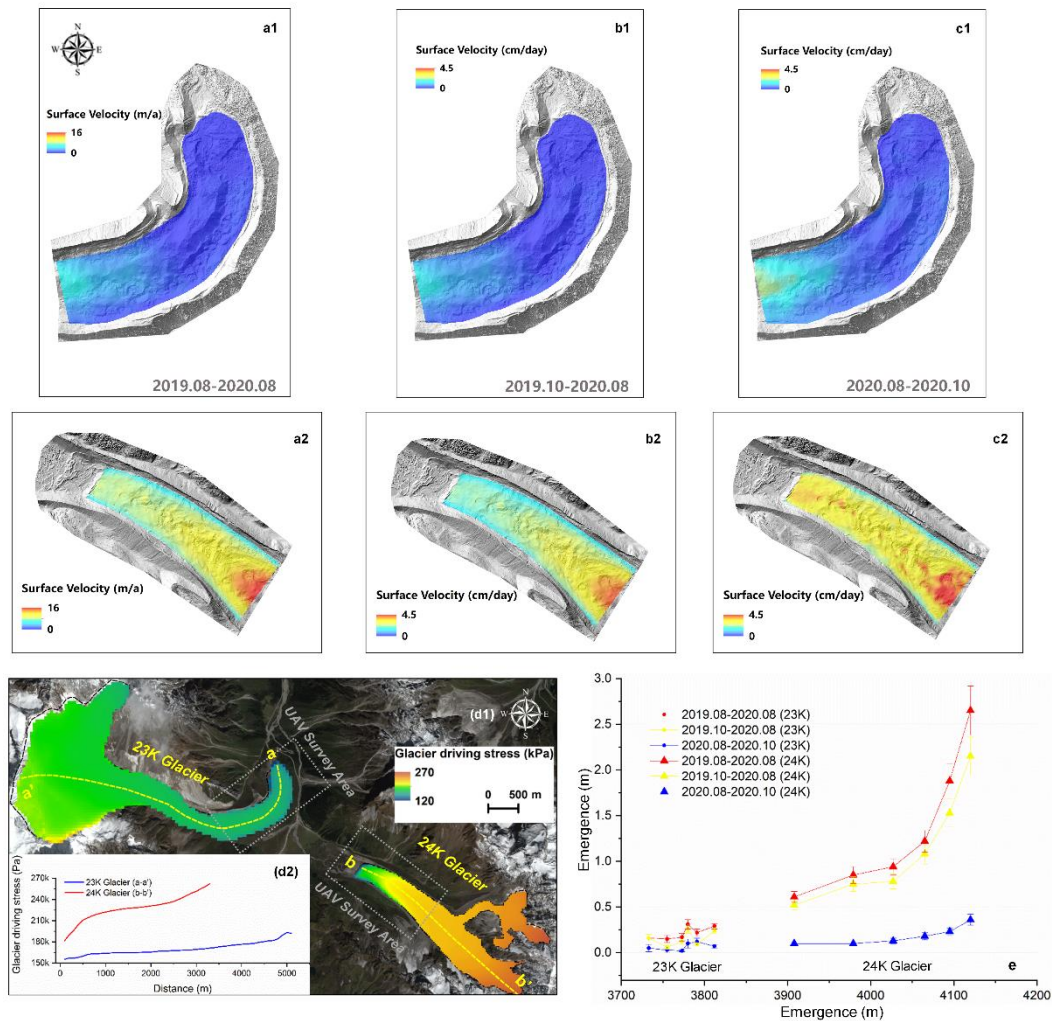 N
W E
S
a1
Surface Velocity (m/a)
16
0
2019.08-2020.08
b1
Surface Velocity (cm/day)
4.5
0
2019.10-2020.08
c1
Surface Velocity (cm/day)
4.5
0
2020.08-2020.10
a2
Surface Velocity (m/a)
16
0
b2
Surface Velocity (cm/day)
4.5
0
c2
Surface Velocity (cm/day)
4.5
0
(d1)
N
W E
S
23K Glacier
a
a'
UAV Survey Area
Glacier driving stress (kPa)
270
120
0 500 m
24K Glacier
b
b'
UAV Survey Area
(d2)
Glacier driving stress (Pa)
270k
240k
210k
180k
150k
23K Glacier (a-a')
24K Glacier (b-b')
0 1000 2000 3000 4000 5000
Distance (m)
Emergence (m)
3.0
2.5
2.0
1.5
1.0
0.5
0.0
2019.08-2020.08 (23K)
2019.10-2020.08 (23K)
2020.08-2020.10 (23K)
2019.08-2020.08 (24K)
2019.10-2020.08 (24K)
2020.08-2020.10 (24K)
23K Glacier
24K Glacier
e
3700 3800 3900 4000 4100 4200
Emergence (m)